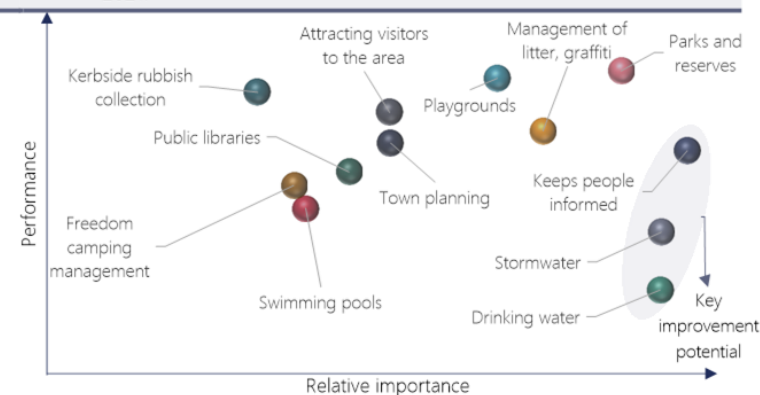 Attracting visitors
to the area
Management of
litter, graffiti
Parks and
reserves
Kerbside rubbish
collection
Playgrounds
Public libraries
Town planning
Keeps people
informed
Freedom
camping
management
Swimming pools
Stormwater
Drinking water
Key
improvement
potential
Performance
Relative importance